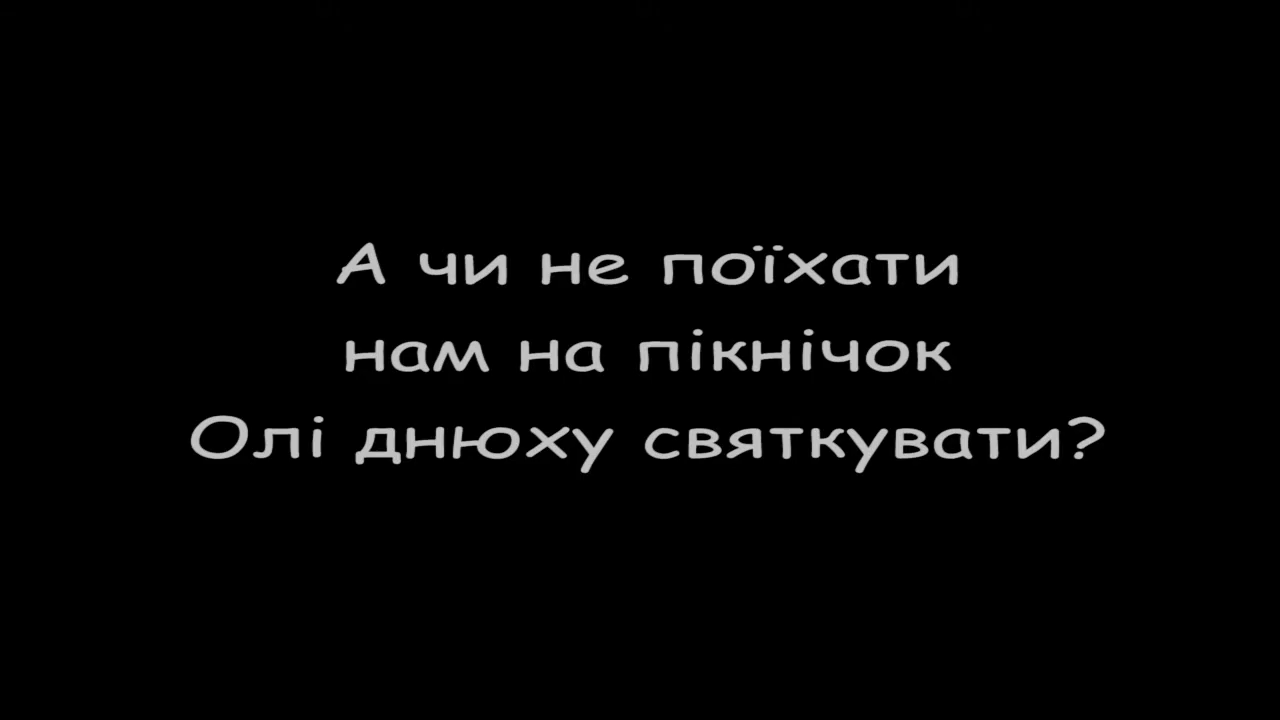 А чи не поїхати
нам на пікнічок
Олі днюху святкувати?